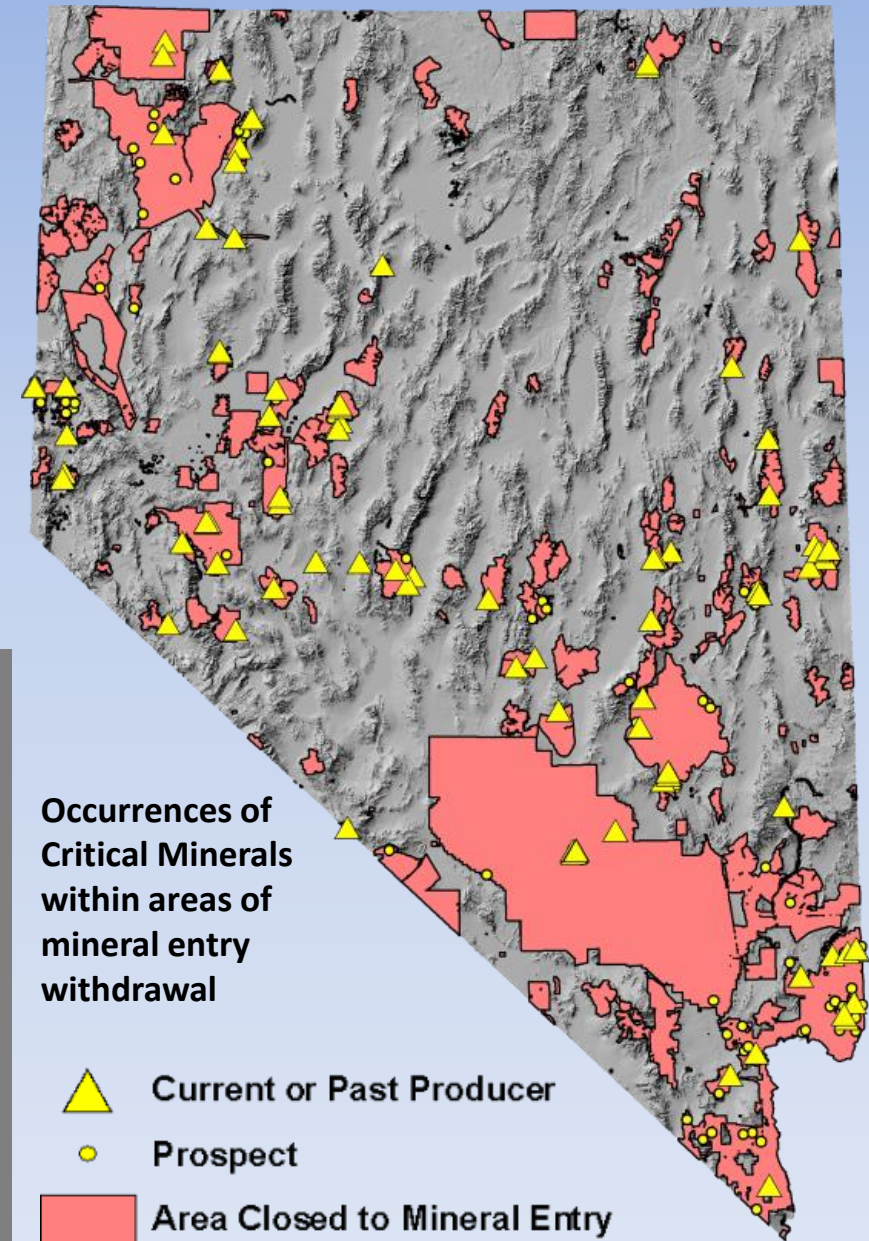 Occurrences of
Critical Minerals
within areas of
mineral entry
withdrawal
Current or Past Producer
Prospect
Area Closed to Mineral Entry